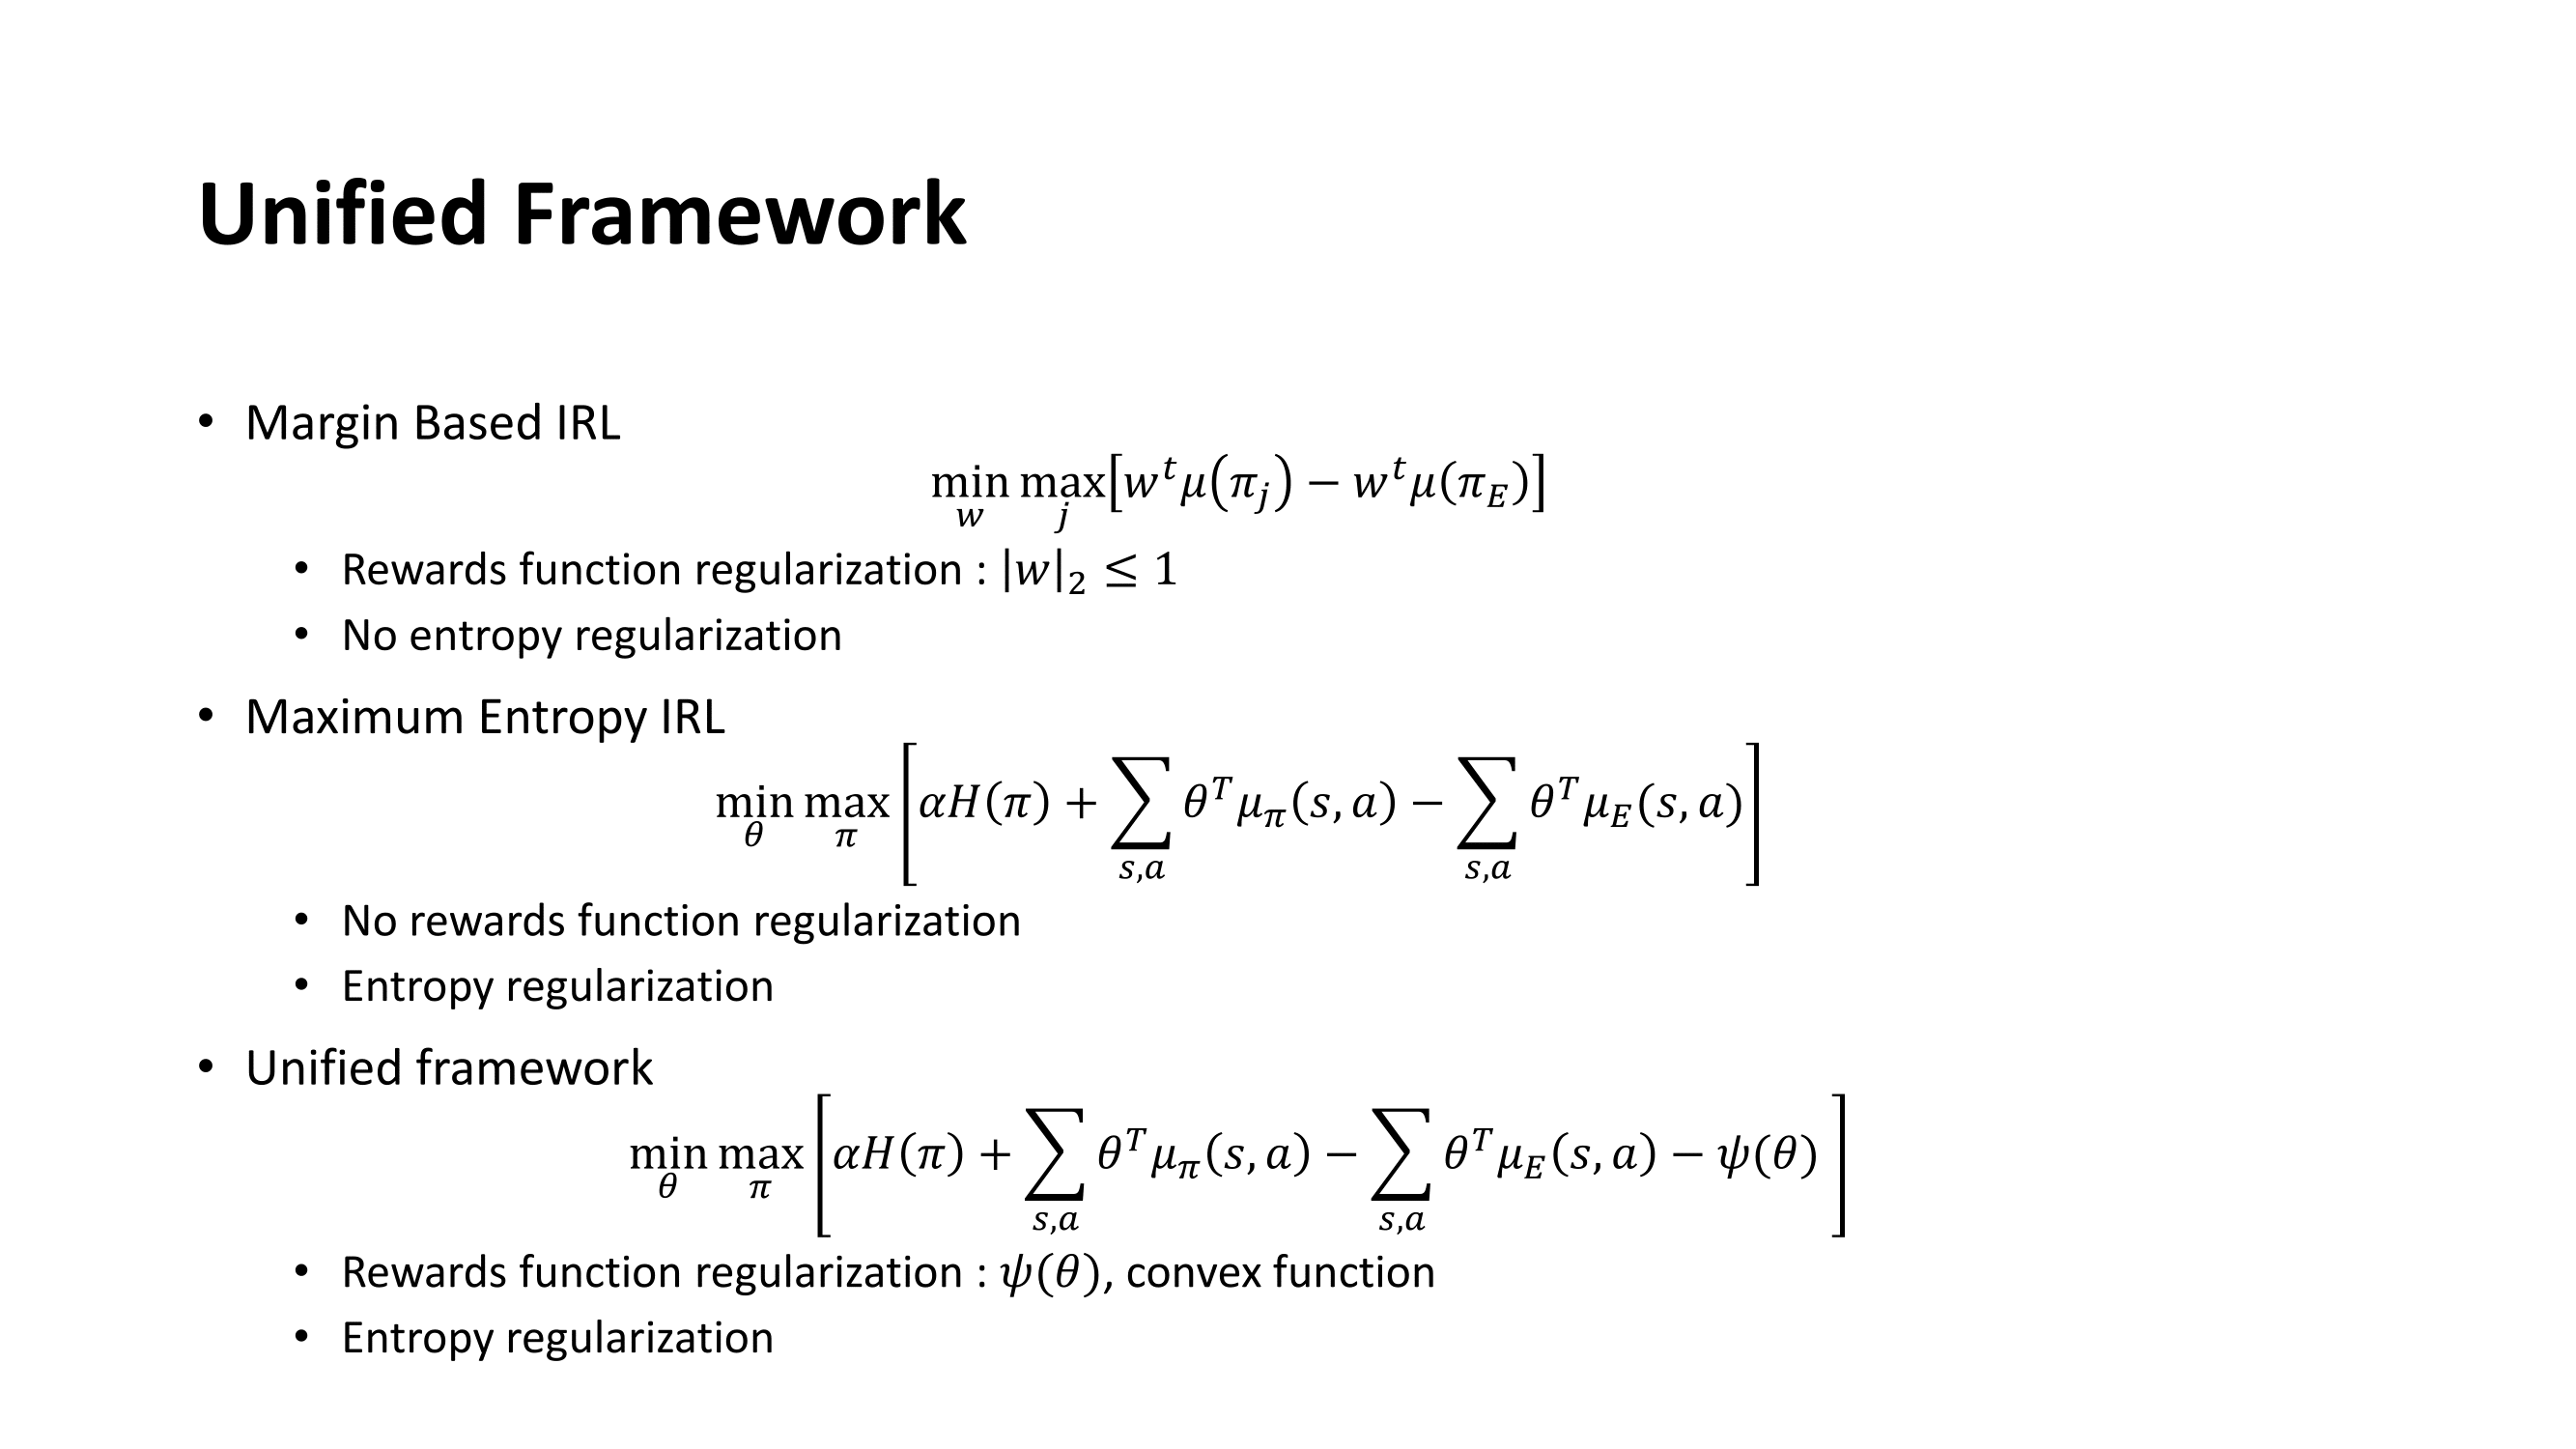 Unified Framework
• Margin Based IRL
$\min_{w} \max_{j} [w^t \mu(\pi_j) - w^t \mu(\pi_E)]$
• Rewards function regularization : $|w|_2 \leq 1$
• No entropy regularization
• Maximum Entropy IRL
$\min_{\theta} \max_{\pi} \left[ \alpha H(\pi) + \sum_{s,a} \theta^T \mu_\pi(s, a) - \sum_{s,a} \theta^T \mu_E(s, a) \right]$
• No rewards function regularization
• Entropy regularization
• Unified framework
$\min_{\theta} \max_{\pi} \left[ \alpha H(\pi) + \sum_{s,a} \theta^T \mu_\pi(s, a) - \sum_{s,a} \theta^T \mu_E(s, a) - \psi(\theta) \right]$
• Rewards function regularization : $\psi(\theta)$, convex function
• Entropy regularization